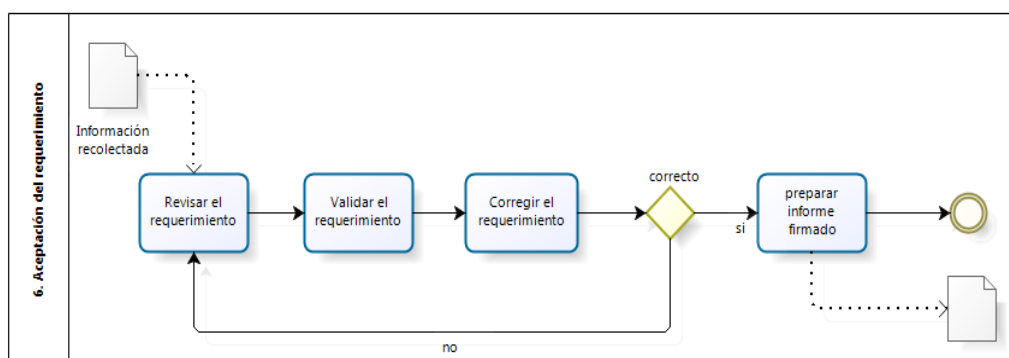 6. Aceptación del requerimiento
Información
recolectada
Revisar el
requerimiento
Validar el
requerimiento
Corregir el
requerimiento
correcto
si
preparar
informe
firmado
no